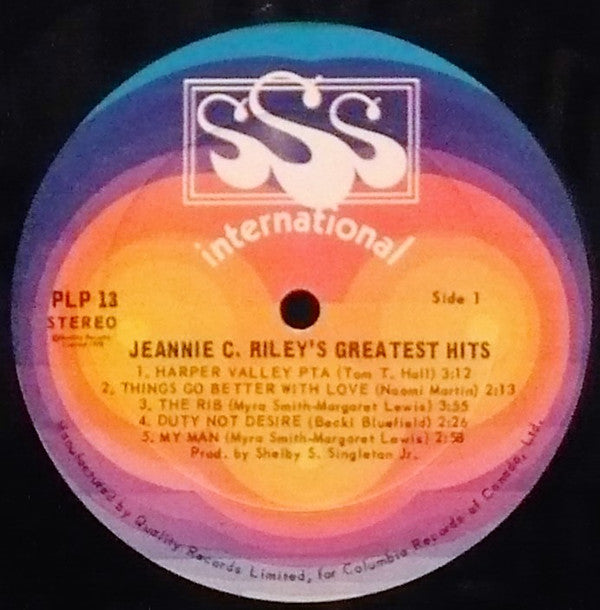 SSS
international
PLP 13
STEREO
Side 1
JEANNIE C. RILEY'S GREATEST HITS
1. HARPER VALLEY PTA (Tom T. Hall) 3:12
2. THINGS GO BETTER WITH LOVE (Naomi Martin) 2:13
3. THE RIB (Myra Smith-Margaret Lewis) 3:55
4. DUTY NOT DESIRE (Becki Bluefield) 2:26
5. MY MAN (Myra Smith-Margaret Lewis) 2:58
Prod. by Shelby S. Singleton Jr.
Manufactured by Quality Records Limited, for Columbia Records of Canada, Ltd.